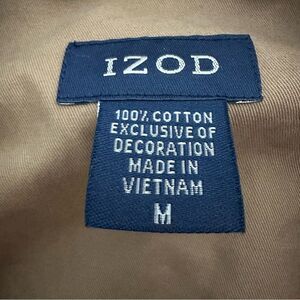 IZOD
100% COTTON
EXCLUSIVE OF
DECORATION
MADE IN
VIETNAM
M